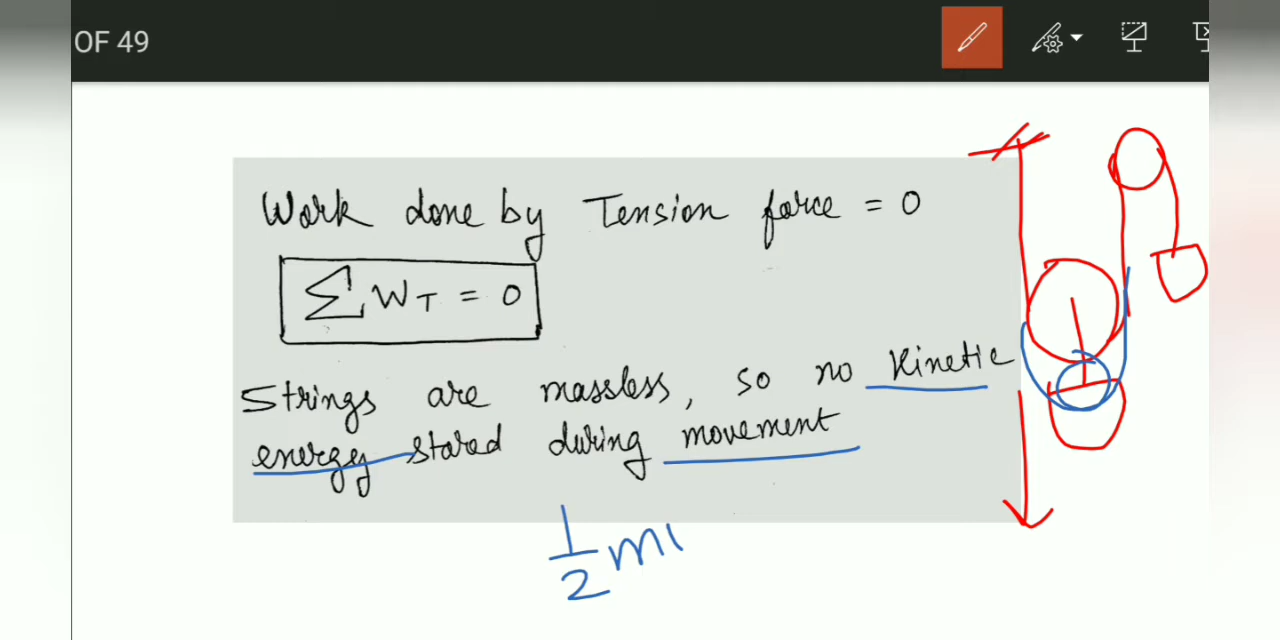 OF 49
Work done by Tension force = 0
∑ W_T = 0
Strings are massless, so no kinetic
energy stored during movement
1/2 m